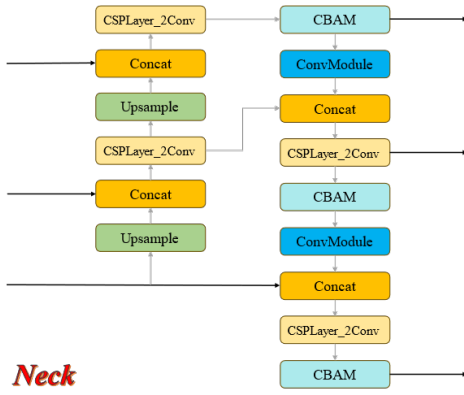 CSPLayer_2Conv
Concat
Upsample
CSPLayer_2Conv
Concat
Upsample
CBAM
ConvModule
Concat
CSPLayer_2Conv
CBAM
ConvModule
Concat
CSPLayer_2Conv
CBAM
Neck